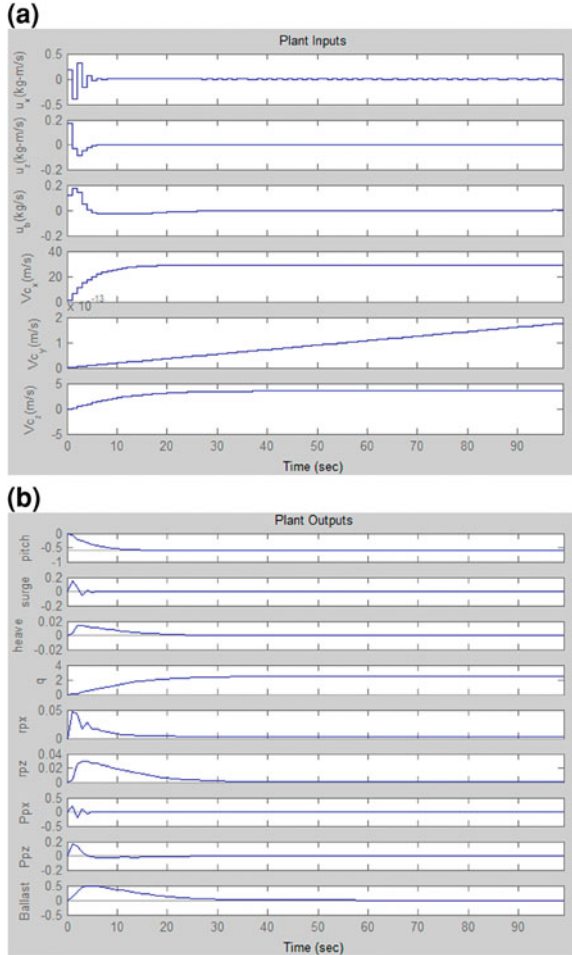 (a)
Plant Inputs
0.5
0
-0.5
u_x(kg-m/s)
0.2
0
-0.2
u_z(kg-m/s)
0.2
0
-0.2
u_b(kg/s)
40
20
0
Vc_x(m/s)
x 10^-13
2
1
0
Vc_y(m/s)
5
0
-5
Vc_z(m/s)
0 10 20 30 40 50 60 70 80 90
Time (sec)
(b)
Plant Outputs
0
-0.5
-1
pitch
0.2
0
-0.2
surge
0.02
0
-0.02
heave
4
2
0
q
0.05
0
rpx
0.04
0.02
0
rpz
0.5
0
-0.5
Ppx
0.2
0
-0.2
Ppz
0.5
0
-0.5
Ballast
0 10 20 30 40 50 60 70 80 90
Time (sec)